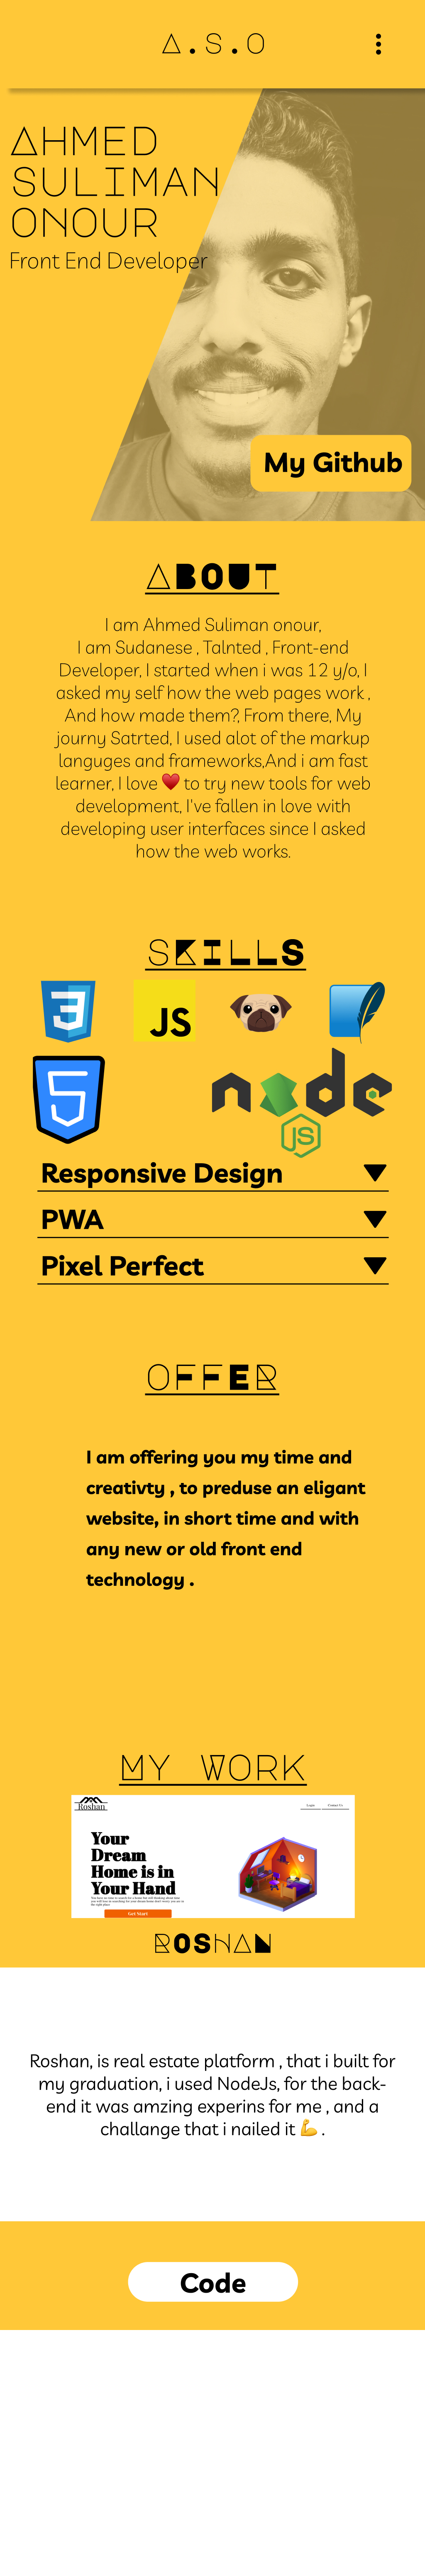 A.S.O
AHMED
SULIMAN
ONOUR
Front End Developer
My Github
ABOUT
I am Ahmed Suliman onour,
I am Sudanese , Talnted , Front-end
Developer, I started when i was 12 y/o, I
asked my self how the web pages work ,
And how made them?, From there, My
journy Satrted, I used alot of the markup
languges and frameworks,And i am fast
learner, I love ♥️ to try new tools for web
development, I've fallen in love with
developing user interfaces since I asked
how the web works.
SKILLS
3 JS
5 node
JS
Responsive Design
PWA
Pixel Perfect
OFFER
I am offering you my time and
creativty , to preduse an eligant
website, in short time and with
any new or old front end
technology .
MY WORK
Roshan Login Contact Us
Your
Dream
Home is in
Your Hand
Get Start
ROSHAN
Roshan, is real estate platform , that i built for
my graduation, i used NodeJs, for the back-
end it was amzing experins for me , and a
challange that i nailed it 💪 .
Code